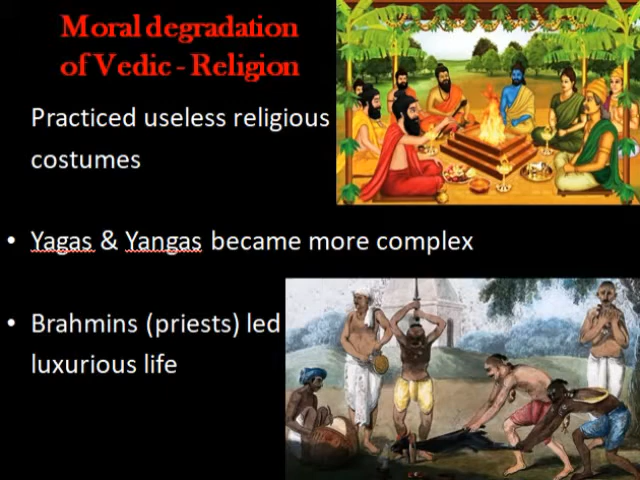 Moral degradation
of Vedic - Religion
Practiced useless religious
costumes
• Yagas & Yangas became more complex
• Brahmins (priests) led
luxurious life